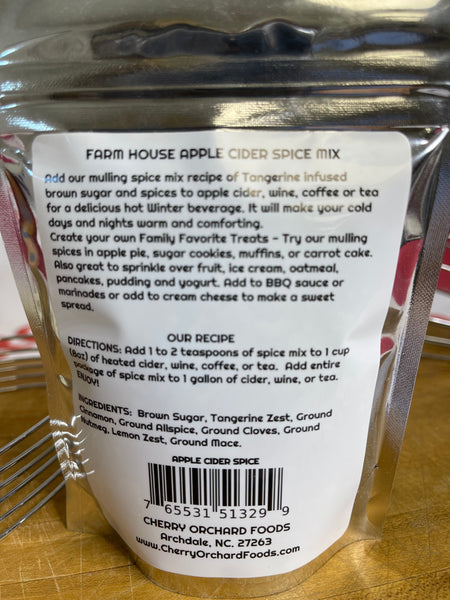 FARM HOUSE APPLE CIDER SPICE MIX
Add our mulling spice mix recipe of Tangerine infused
brown sugar and spices to apple cider, wine, coffee or tea
for a delicious hot Winter beverage. It will make your cold
days and nights warm and comforting.
Create your own Family Favorite Treats - Try our mulling
spices in apple pie, sugar cookies, muffins, or carrot cake.
Also great to sprinkle over fruit, ice cream, oatmeal,
pancakes, pudding and yogurt. Add to BBQ sauce or
marinades or add to cream cheese to make a sweet
spread.
OUR RECIPE
DIRECTIONS: Add 1 to 2 teaspoons of spice mix to 1 cup
(8oz) of heated cider, wine, coffee, or tea. Add entire
package of spice mix to 1 gallon of cider, wine, or tea.
ENJOY!
INGREDIENTS: Brown Sugar, Tangerine Zest, Ground
Cinnamon, Ground Allspice, Ground Cloves, Ground
Nutmeg, Lemon Zest, Ground Mace.
APPLE CIDER SPICE
7 65531 51329 9
CHERRY ORCHARD FOODS
Archdale, NC. 27263
www.CherryOrchardFoods.com